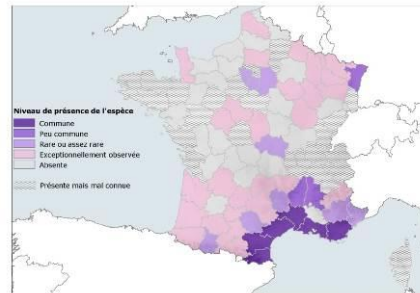 Niveau de présence de l'espèce
Commune
Peu commune
Rare ou assez rare
Exceptionnellement observée
Absente
Présente mais mal connue